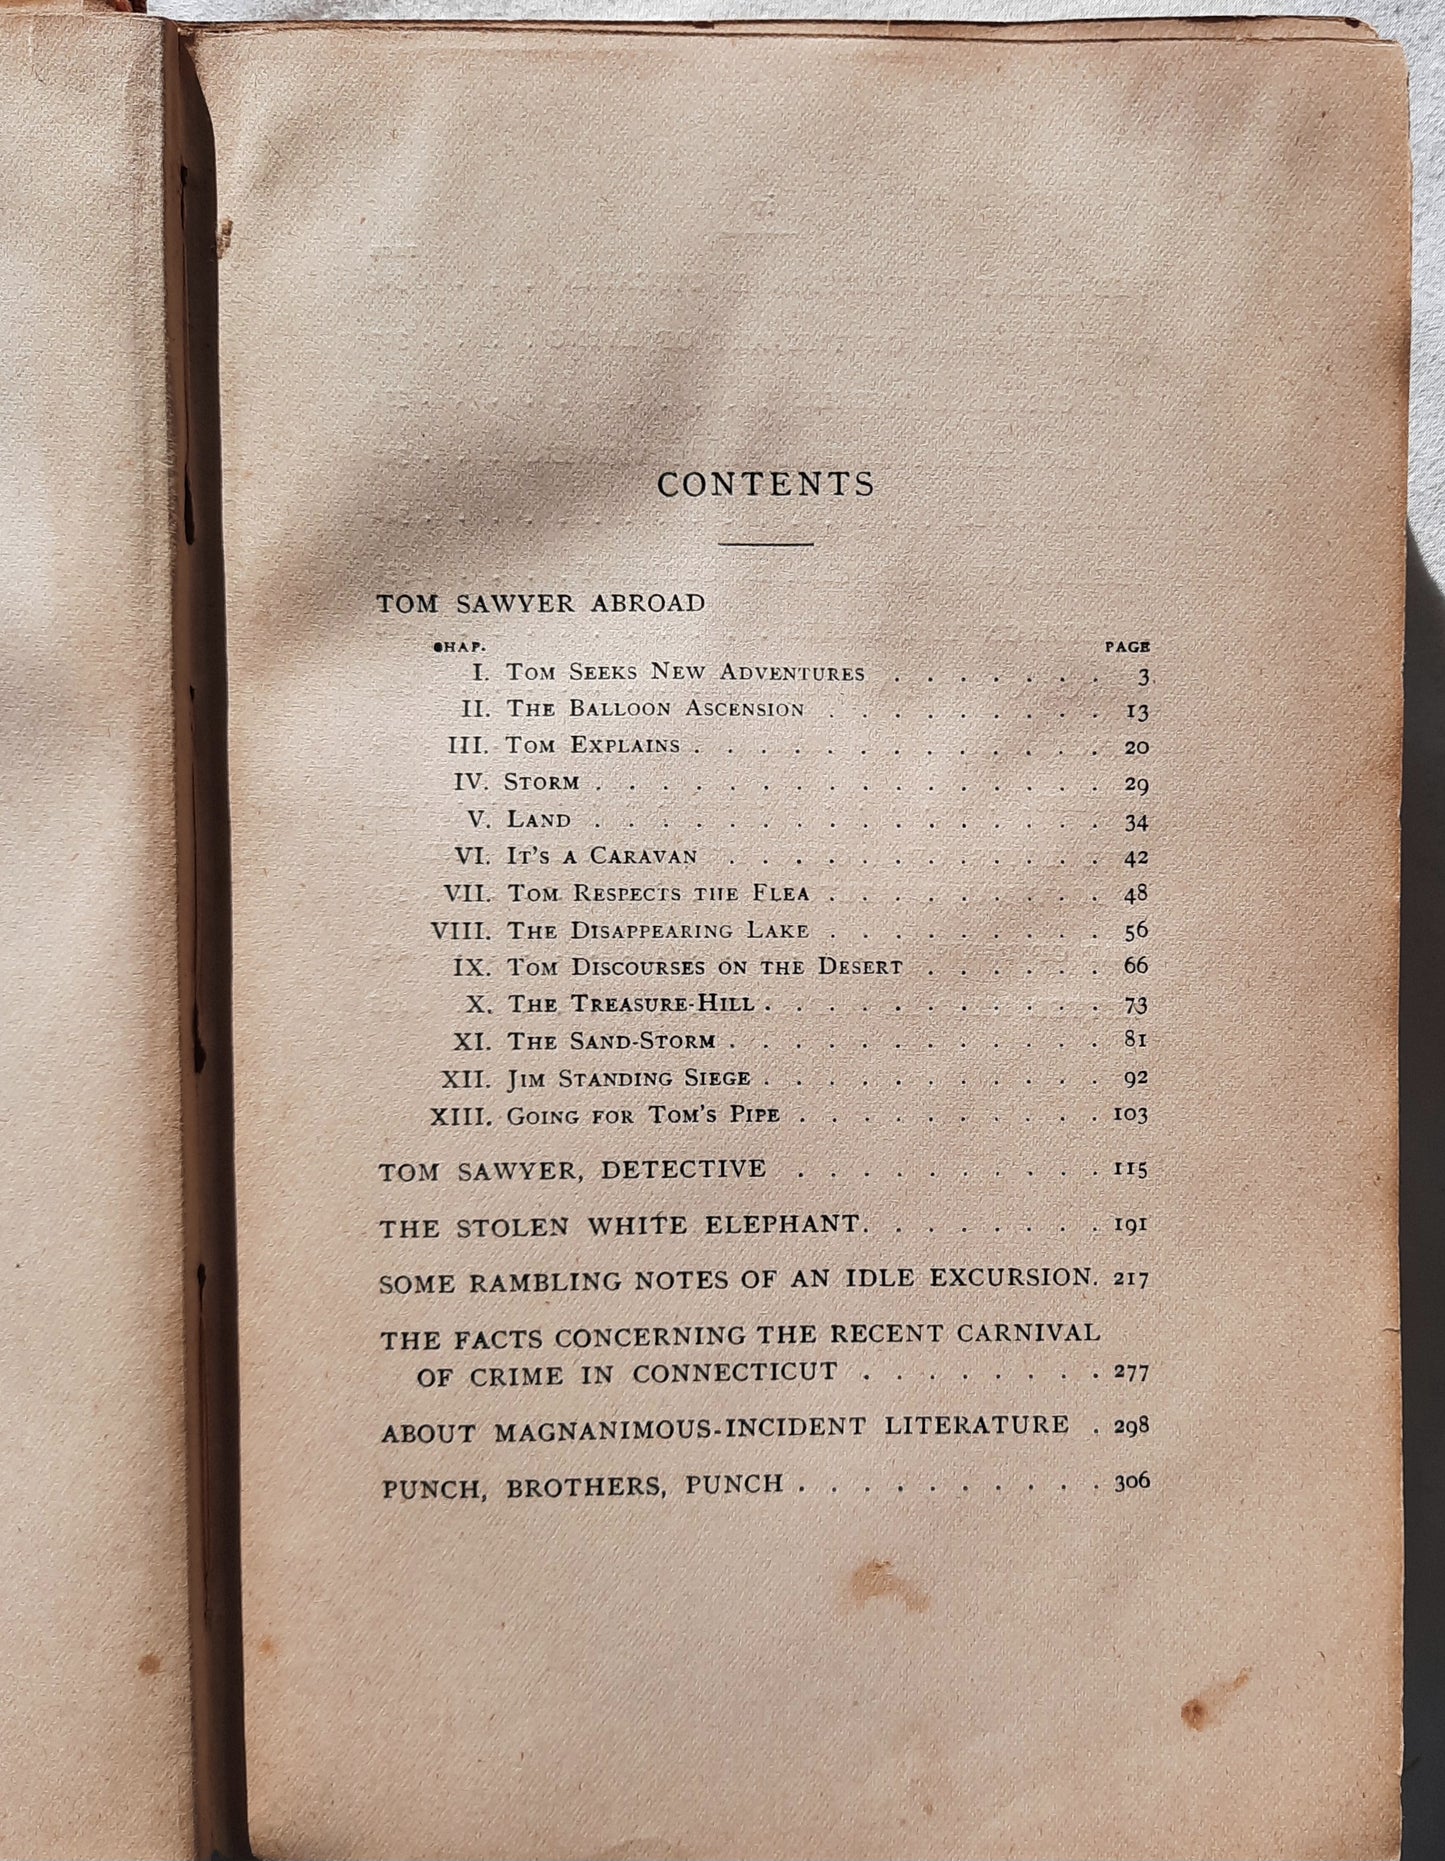 CONTENTS
TOM SAWYER ABROAD
CHAP. PAGE
I. TOM SEEKS NEW ADVENTURES . . . . . . . 3
II. THE BALLOON ASCENSION . . . . . . . . . 13
III. TOM EXPLAINS . . . . . . . . . . . . . 20
IV. STORM . . . . . . . . . . . . . . . . 29
V. LAND . . . . . . . . . . . . . . . . 34
VI. IT'S A CARAVAN . . . . . . . . . . . . 42
VII. TOM RESPECTS THE FLEA . . . . . . . . . 48
VIII. THE DISAPPEARING LAKE . . . . . . . . . 56
IX. TOM DISCOURSES ON THE DESERT . . . . . . 66
X. THE TREASURE-HILL . . . . . . . . . . . 73
XI. THE SAND-STORM . . . . . . . . . . . . 81
XII. JIM STANDING SIEGE . . . . . . . . . . . 92
XIII. GOING FOR TOM'S PIPE . . . . . . . . . . 103
TOM SAWYER, DETECTIVE . . . . . . . . . . 115
THE STOLEN WHITE ELEPHANT . . . . . . . . 191
SOME RAMBLING NOTES OF AN IDLE EXCURSION . 217
THE FACTS CONCERNING THE RECENT CARNIVAL
OF CRIME IN CONNECTICUT . . . . . . . . 277
ABOUT MAGNANIMOUS-INCIDENT LITERATURE . 298
PUNCH, BROTHERS, PUNCH . . . . . . . . . . 306